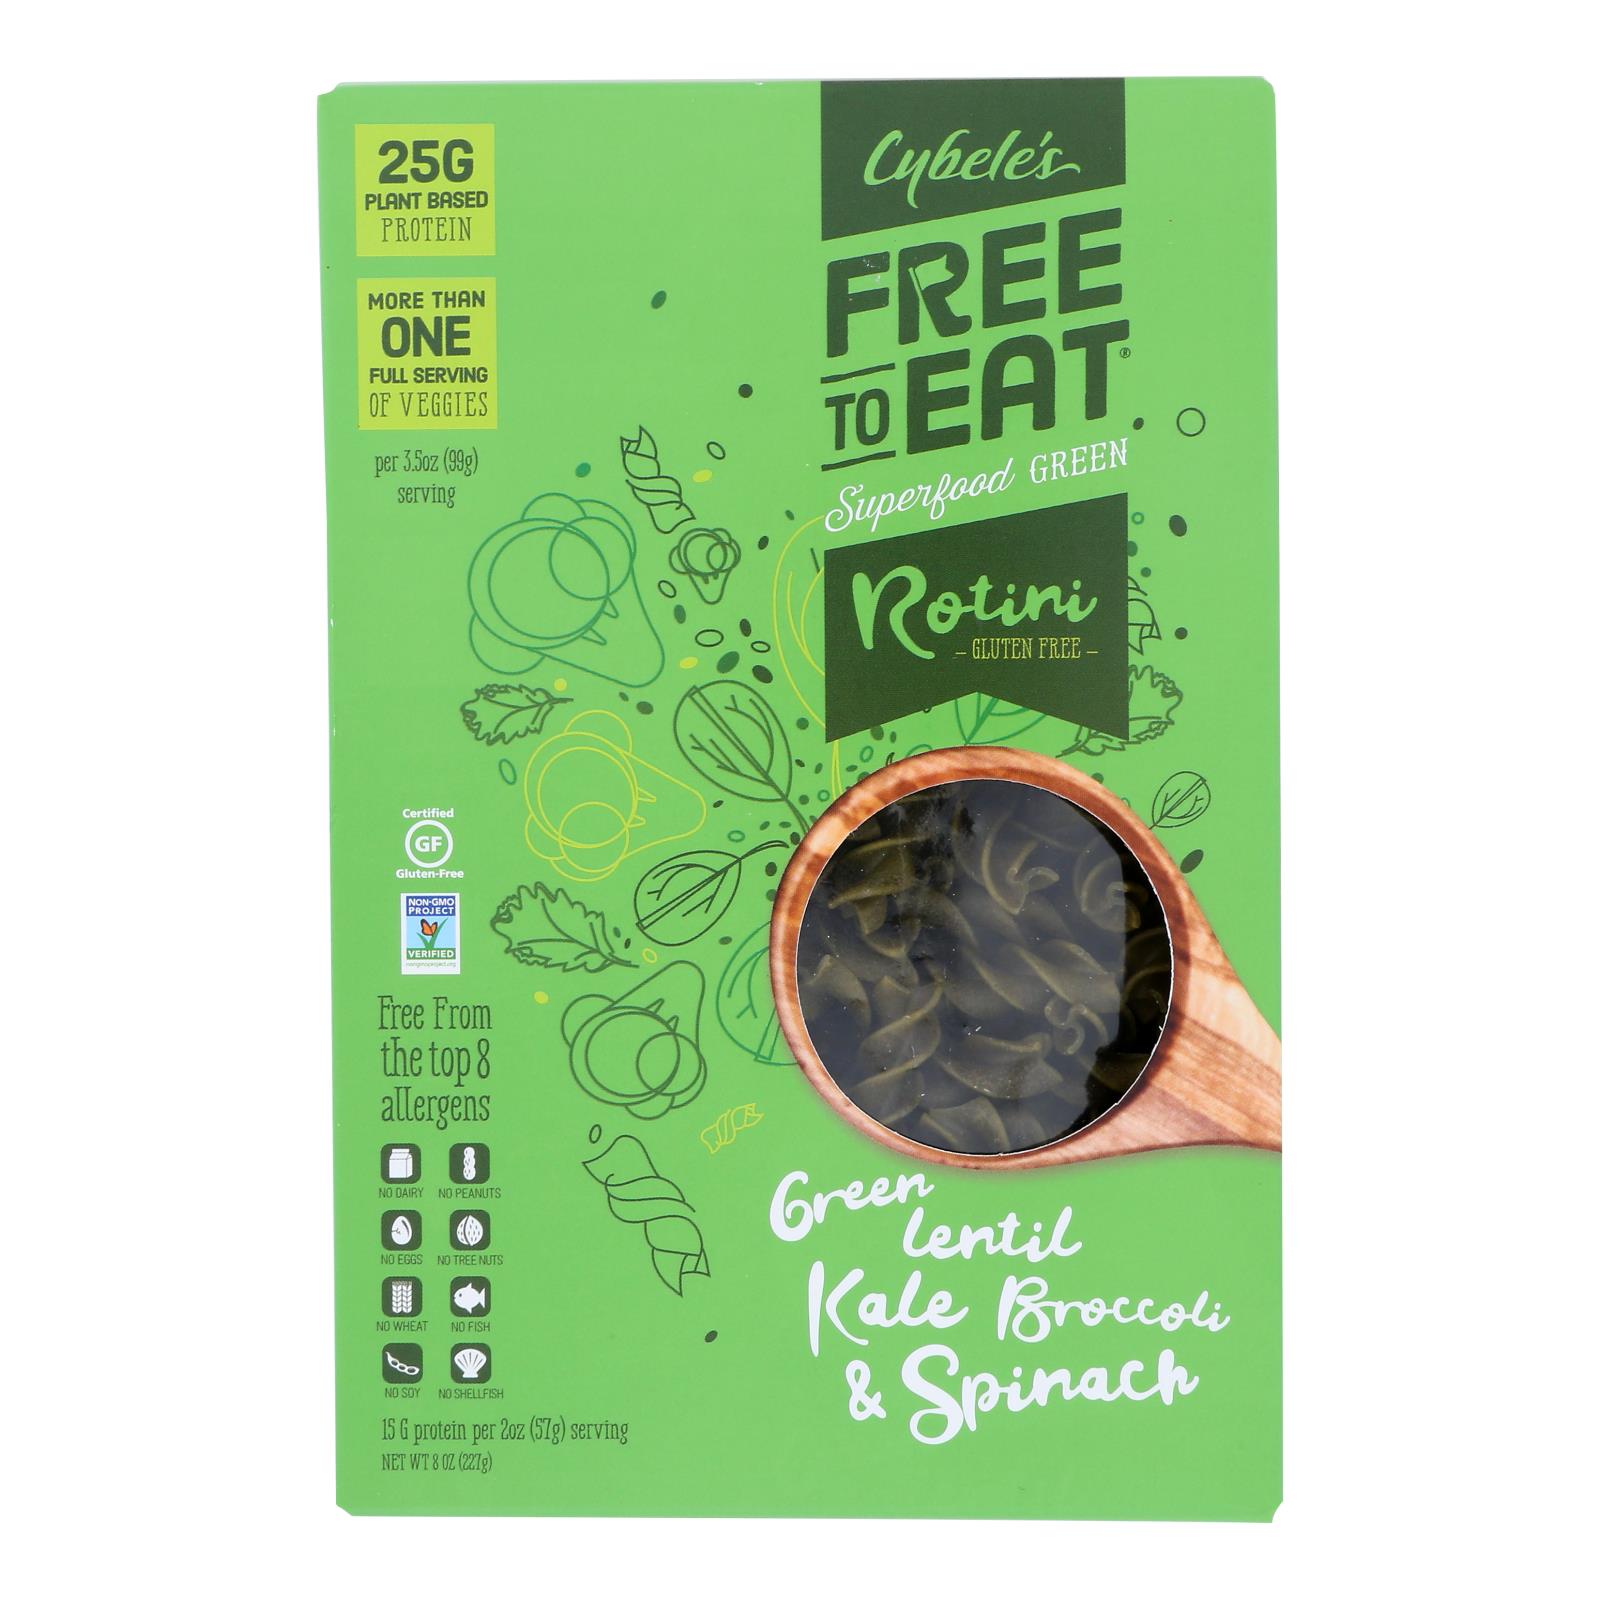 25G
PLANT BASED
PROTEIN
MORE THAN
ONE
FULL SERVING
OF VEGGIES
per 3.5oz (99g)
serving
Cybele's
FREE
TO EAT®
Superfood GREEN
Rotini
– GLUTEN FREE –
Certified
GF
Gluten-Free
NON-GMO
PROJECT
VERIFIED
nongmoproject.org
Free From
the top 8
allergens
NO DAIRY NO PEANUTS
NO EGGS NO TREE NUTS
NO WHEAT NO FISH
NO SOY NO SHELLFISH
15 G protein per 2oz (57g) serving
NET WT 8 OZ (227g)
Green
lentil
Kale Broccoli
& Spinach